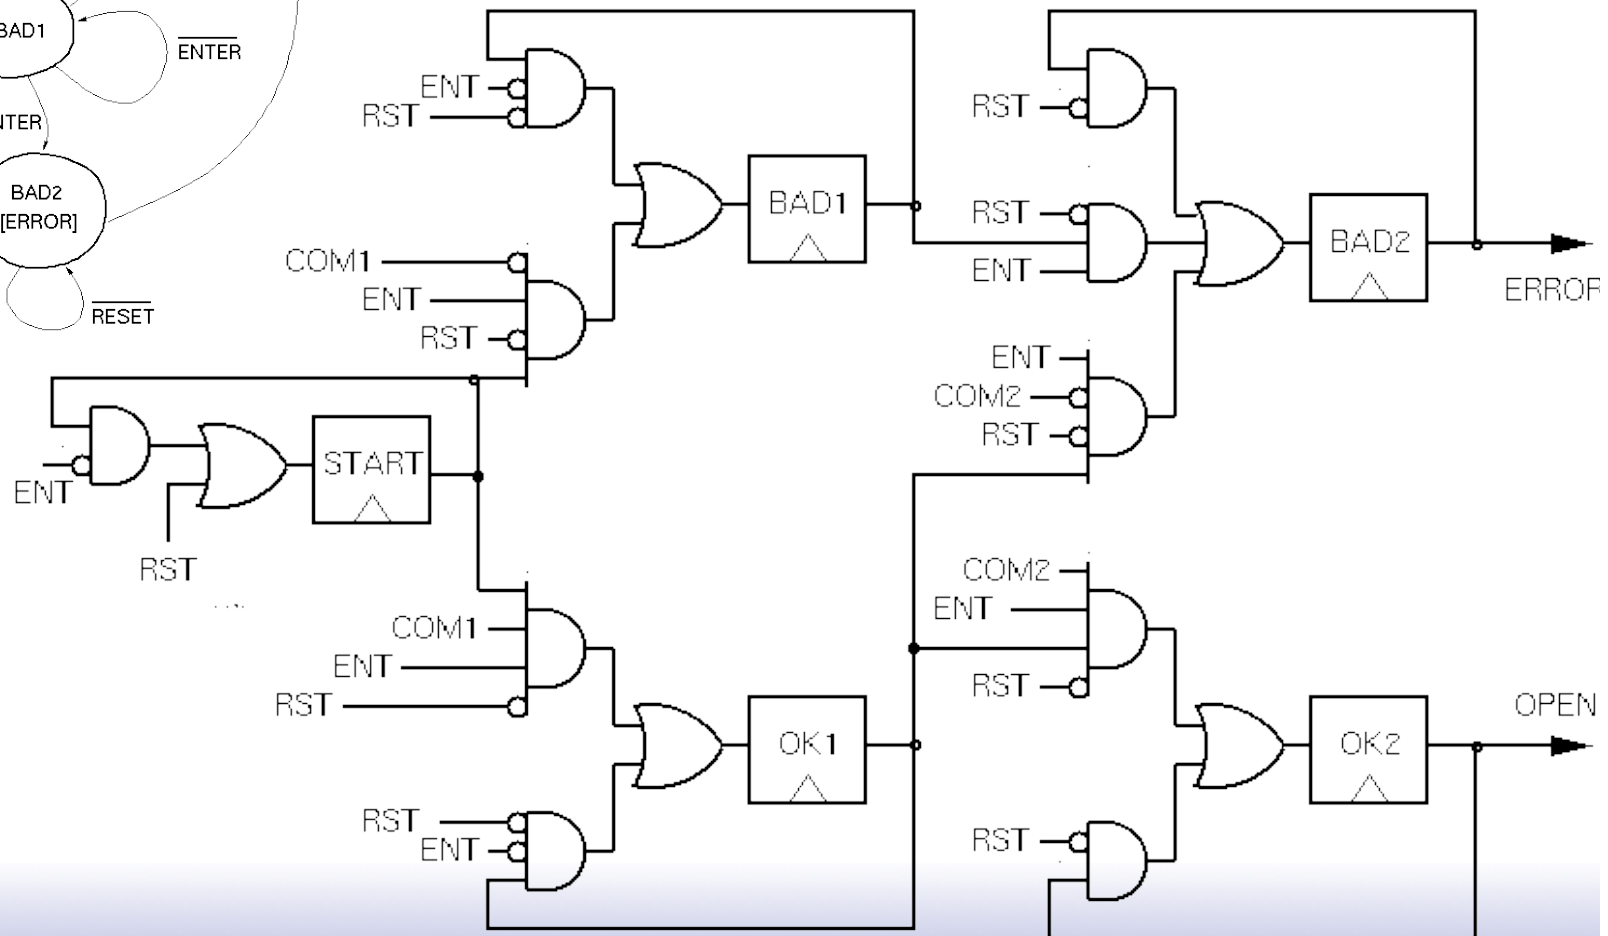 BAD1
ENTER
NTER
BAD2
[ERROR]
RESET
ENT
RST
COM1
ENT
RST
BAD1
RST
RST
ENT
BAD2
ERROR
ENT
COM2
RST
START
ENT
RST
COM1
ENT
RST
OK1
RST
ENT
COM2
ENT
RST
OK2
OPEN
RST